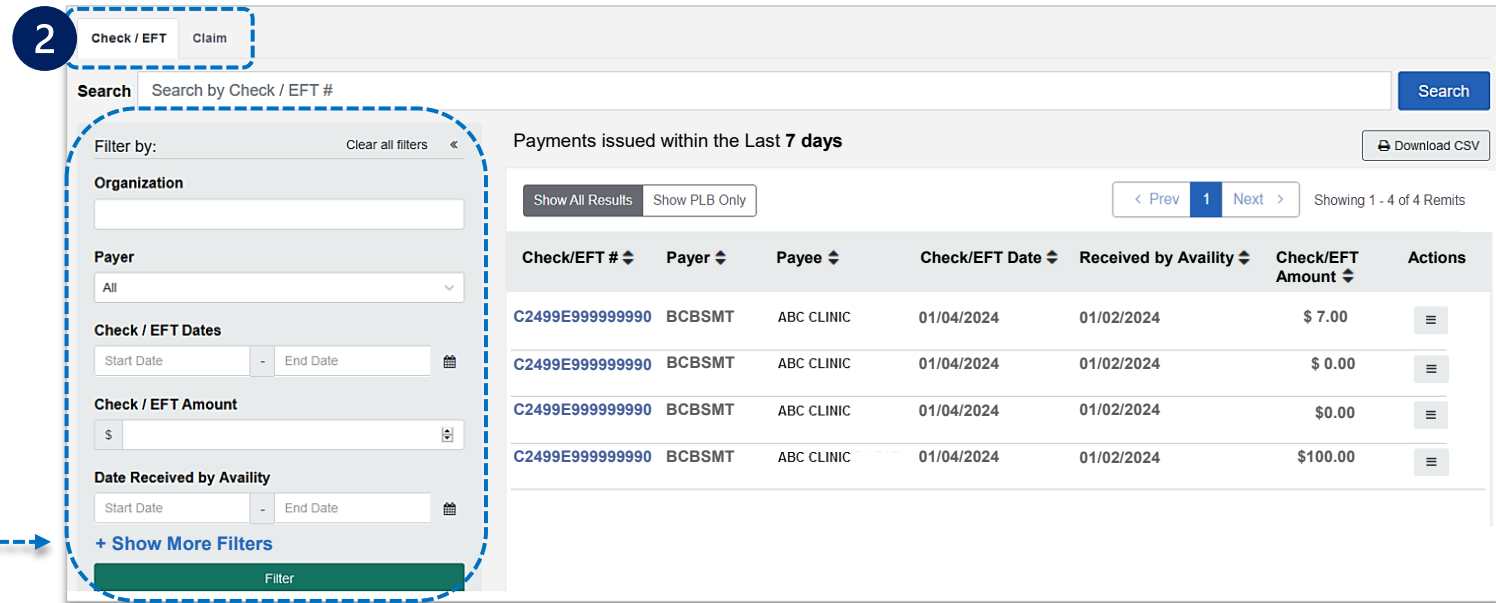 2
Check / EFT Claim
Search Search by Check / EFT # Search
Filter by: Clear all filters «
Organization
Payer
All
Check / EFT Dates
Start Date - End Date
Check / EFT Amount
$
Date Received by Availity
Start Date - End Date
+ Show More Filters
Filter
Payments issued within the Last 7 days
Download CSV
Show All Results Show PLB Only
< Prev 1 Next > Showing 1 - 4 of 4 Remits
Check/EFT # Payer Payee Check/EFT Date Received by Availity Check/EFT Amount Actions
C2499E999999990 BCBSMT ABC CLINIC 01/04/2024 01/02/2024 $ 7.00
C2499E999999990 BCBSMT ABC CLINIC 01/04/2024 01/02/2024 $ 0.00
C2499E999999990 BCBSMT ABC CLINIC 01/04/2024 01/02/2024 $0.00
C2499E999999990 BCBSMT ABC CLINIC 01/04/2024 01/02/2024 $100.00